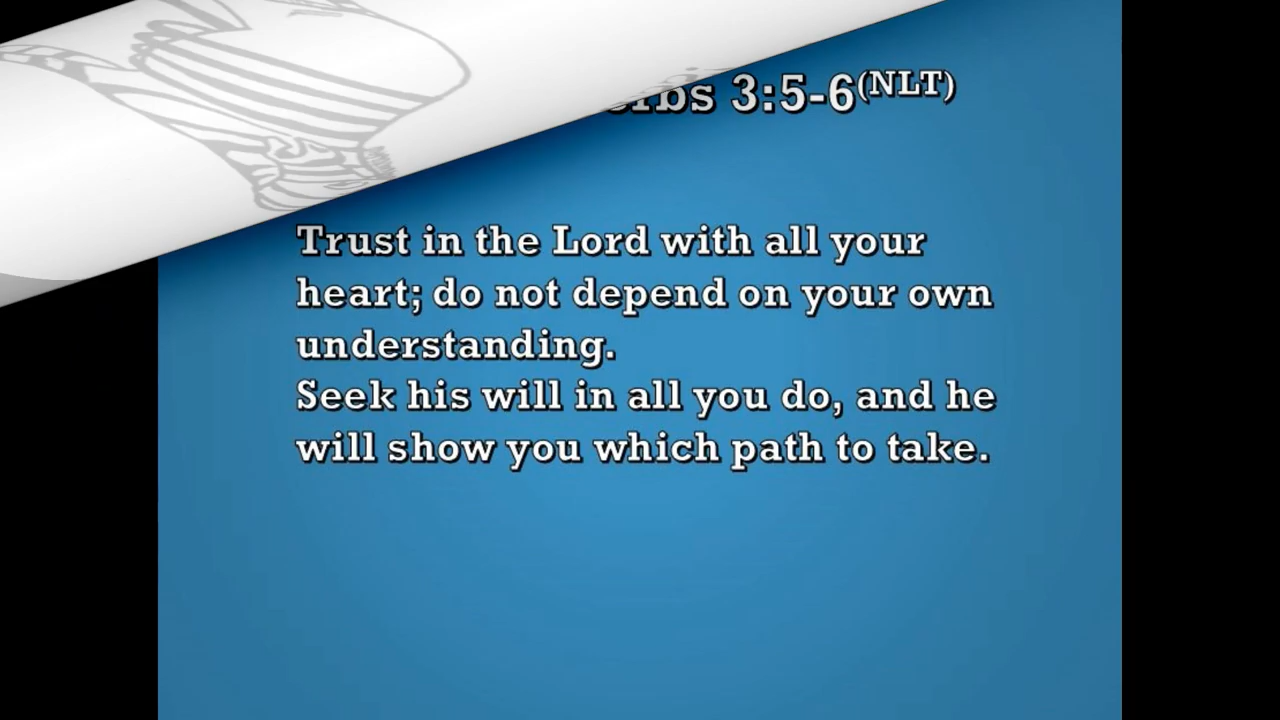 erbs 3:5-6(NLT)
Trust in the Lord with all your
heart; do not depend on your own
understanding.
Seek his will in all you do, and he
will show you which path to take.